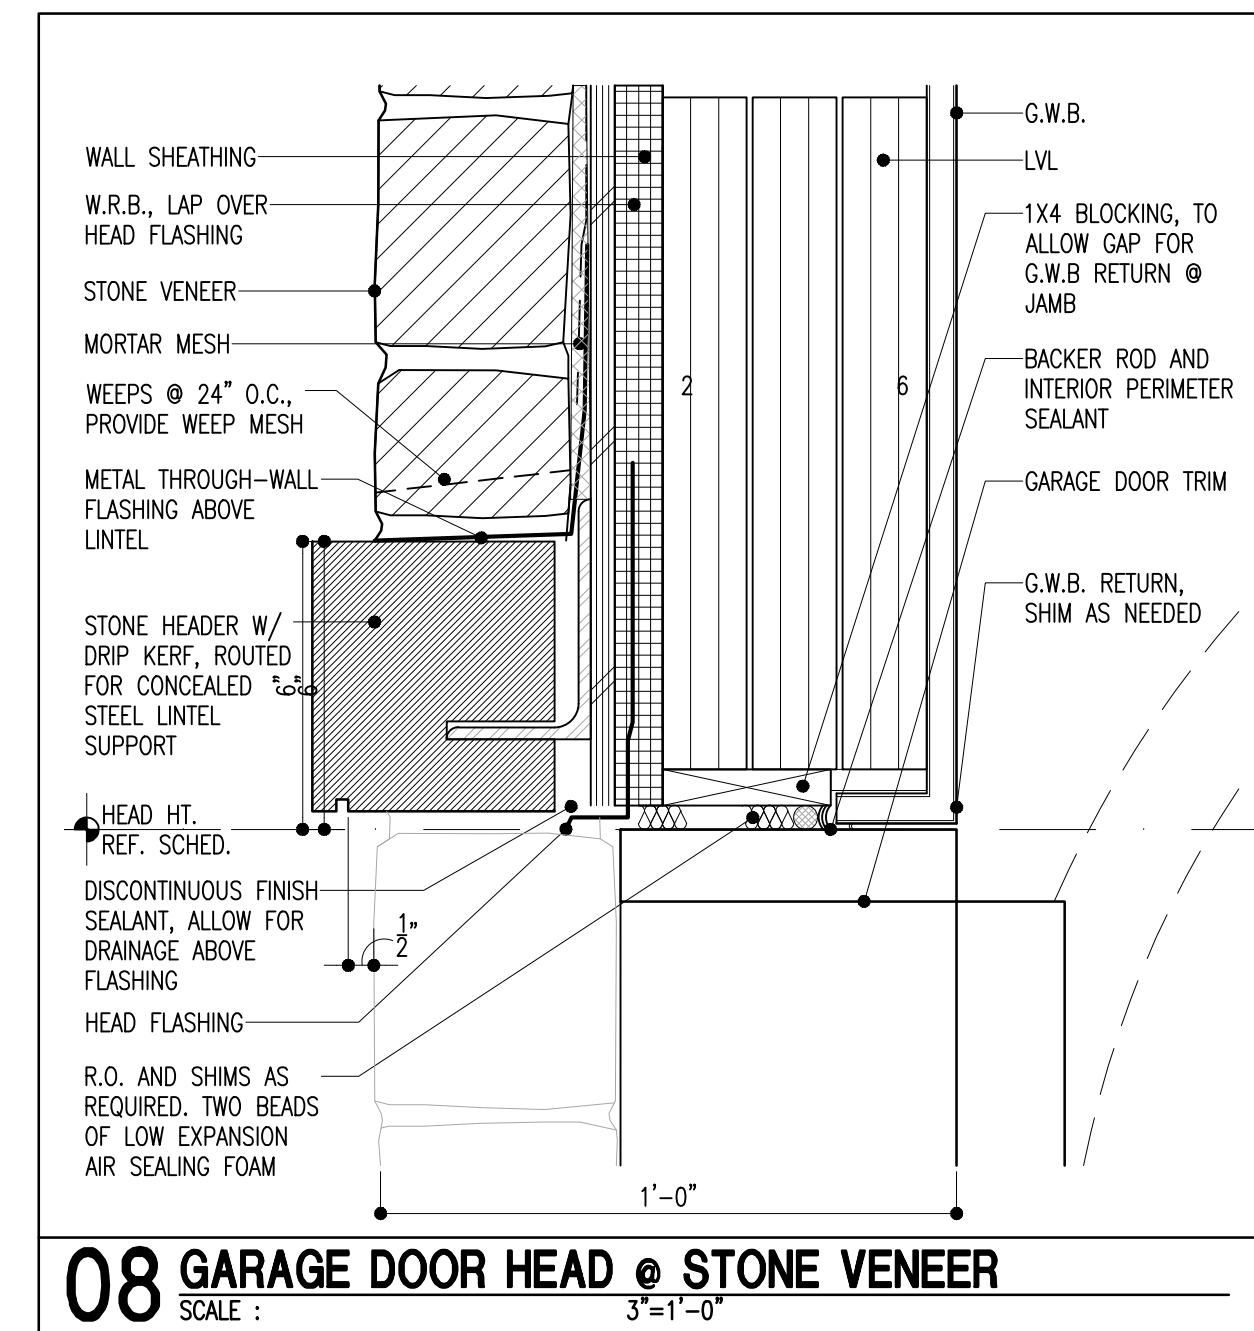 WALL SHEATHING
W.R.B., LAP OVER
HEAD FLASHING
STONE VENEER
MORTAR MESH
WEEPS @ 24" O.C.,
PROVIDE WEEP MESH
METAL THROUGH-WALL
FLASHING ABOVE
LINTEL
STONE HEADER W/
DRIP KERF, ROUTED
FOR CONCEALED
STEEL LINTEL
SUPPORT
6"
6"
HEAD HT.
REF. SCHED.
DISCONTINUOUS FINISH
SEALANT, ALLOW FOR
DRAINAGE ABOVE
FLASHING
1/2"
HEAD FLASHING
R.O. AND SHIMS AS
REQUIRED. TWO BEADS
OF LOW EXPANSION
AIR SEALING FOAM
2
6
G.W.B.
LVL
1X4 BLOCKING, TO
ALLOW GAP FOR
G.W.B RETURN @
JAMB
BACKER ROD AND
INTERIOR PERIMETER
SEALANT
GARAGE DOOR TRIM
G.W.B. RETURN,
SHIM AS NEEDED
1'-0"
08 GARAGE DOOR HEAD @ STONE VENEER
SCALE : 3"=1'-0"